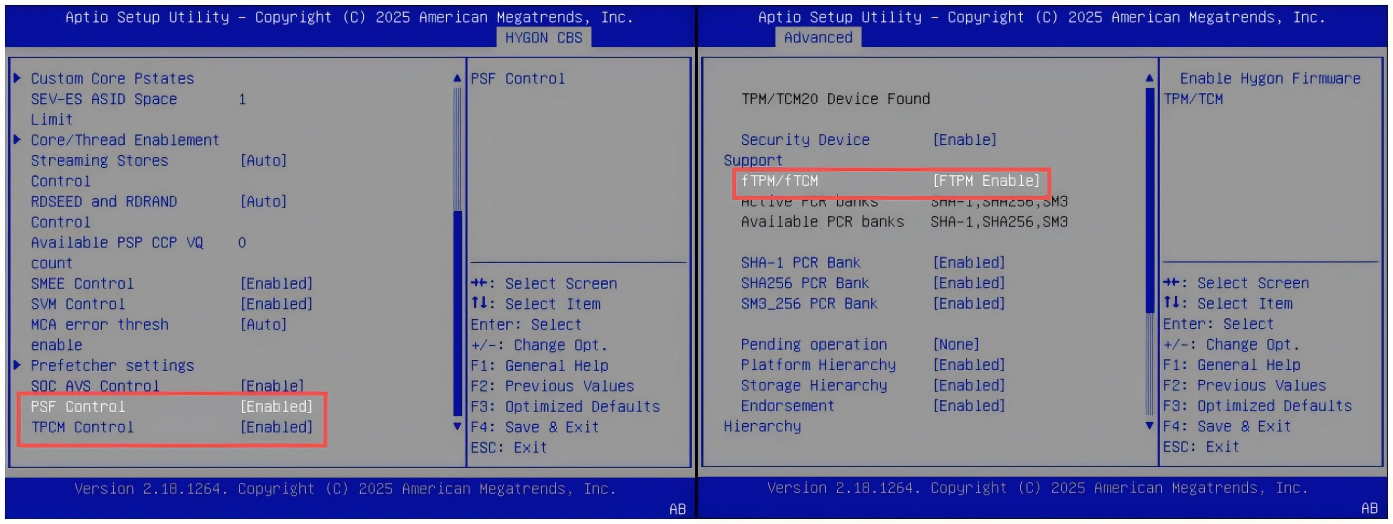 Aptio Setup Utility – Copyright (C) 2025 American Megatrends, Inc.
HYGON CBS
Custom Core Pstates
SEV-ES ASID Space 1
Limit
Core/Thread Enablement
Streaming Stores [Auto]
Control
RDSEED and RDRAND [Auto]
Control
Available PSP CCP VQ 0
count
SMEE Control [Enabled]
SVM Control [Enabled]
MCA error thresh [Auto]
enable
Prefetcher settings
SOC AVS Control [Enable]
PSF Control [Enabled]
TPCM Control [Enabled]
PSF Control
→←: Select Screen
↑↓: Select Item
Enter: Select
+/-: Change Opt.
F1: General Help
F2: Previous Values
F3: Optimized Defaults
F4: Save & Exit
ESC: Exit
Version 2.18.1264. Copyright (C) 2025 American Megatrends, Inc.
AB
Aptio Setup Utility – Copyright (C) 2025 American Megatrends, Inc.
Advanced
TPM/TCM20 Device Found
Security Device [Enable]
Support
fTPM/fTCM [FTPM Enable]
Active PCR banks SHA-1,SHA256,SM3
Available PCR banks SHA-1,SHA256,SM3
SHA-1 PCR Bank [Enabled]
SHA256 PCR Bank [Enabled]
SM3_256 PCR Bank [Enabled]
Pending operation [None]
Platform Hierarchy [Enabled]
Storage Hierarchy [Enabled]
Endorsement [Enabled]
Hierarchy
Enable Hygon Firmware
TPM/TCM
→←: Select Screen
↑↓: Select Item
Enter: Select
+/-: Change Opt.
F1: General Help
F2: Previous Values
F3: Optimized Defaults
F4: Save & Exit
ESC: Exit
Version 2.18.1264. Copyright (C) 2025 American Megatrends, Inc.
AB